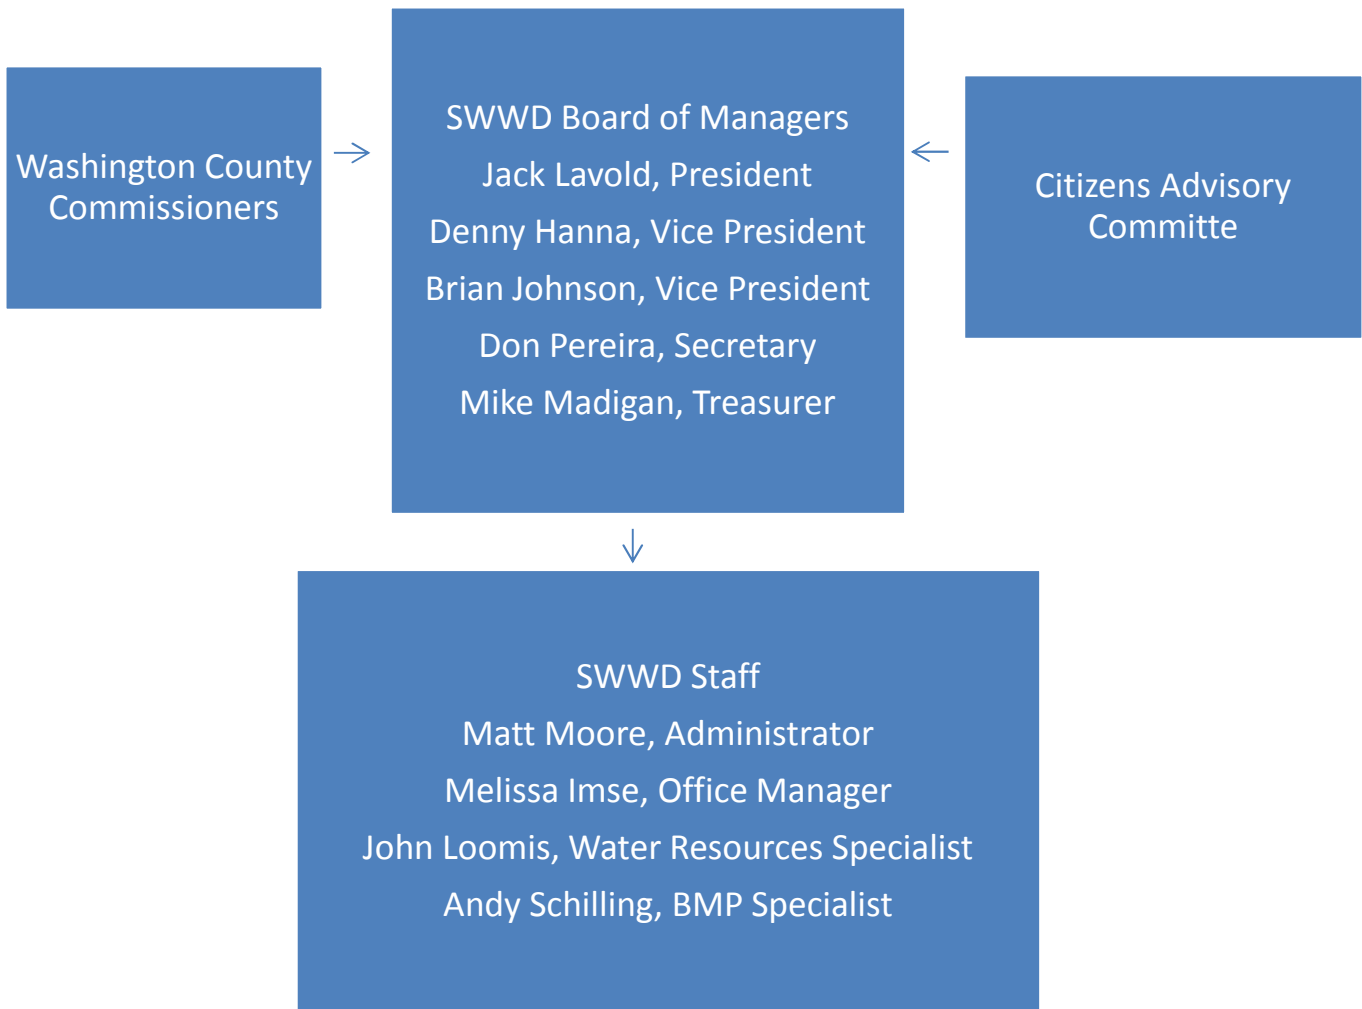 Washington County
Commissioners
SWWD Board of Managers
Jack Lavold, President
Denny Hanna, Vice President
Brian Johnson, Vice President
Don Pereira, Secretary
Mike Madigan, Treasurer
Citizens Advisory
Committe
SWWD Staff
Matt Moore, Administrator
Melissa Imse, Office Manager
John Loomis, Water Resources Specialist
Andy Schilling, BMP Specialist